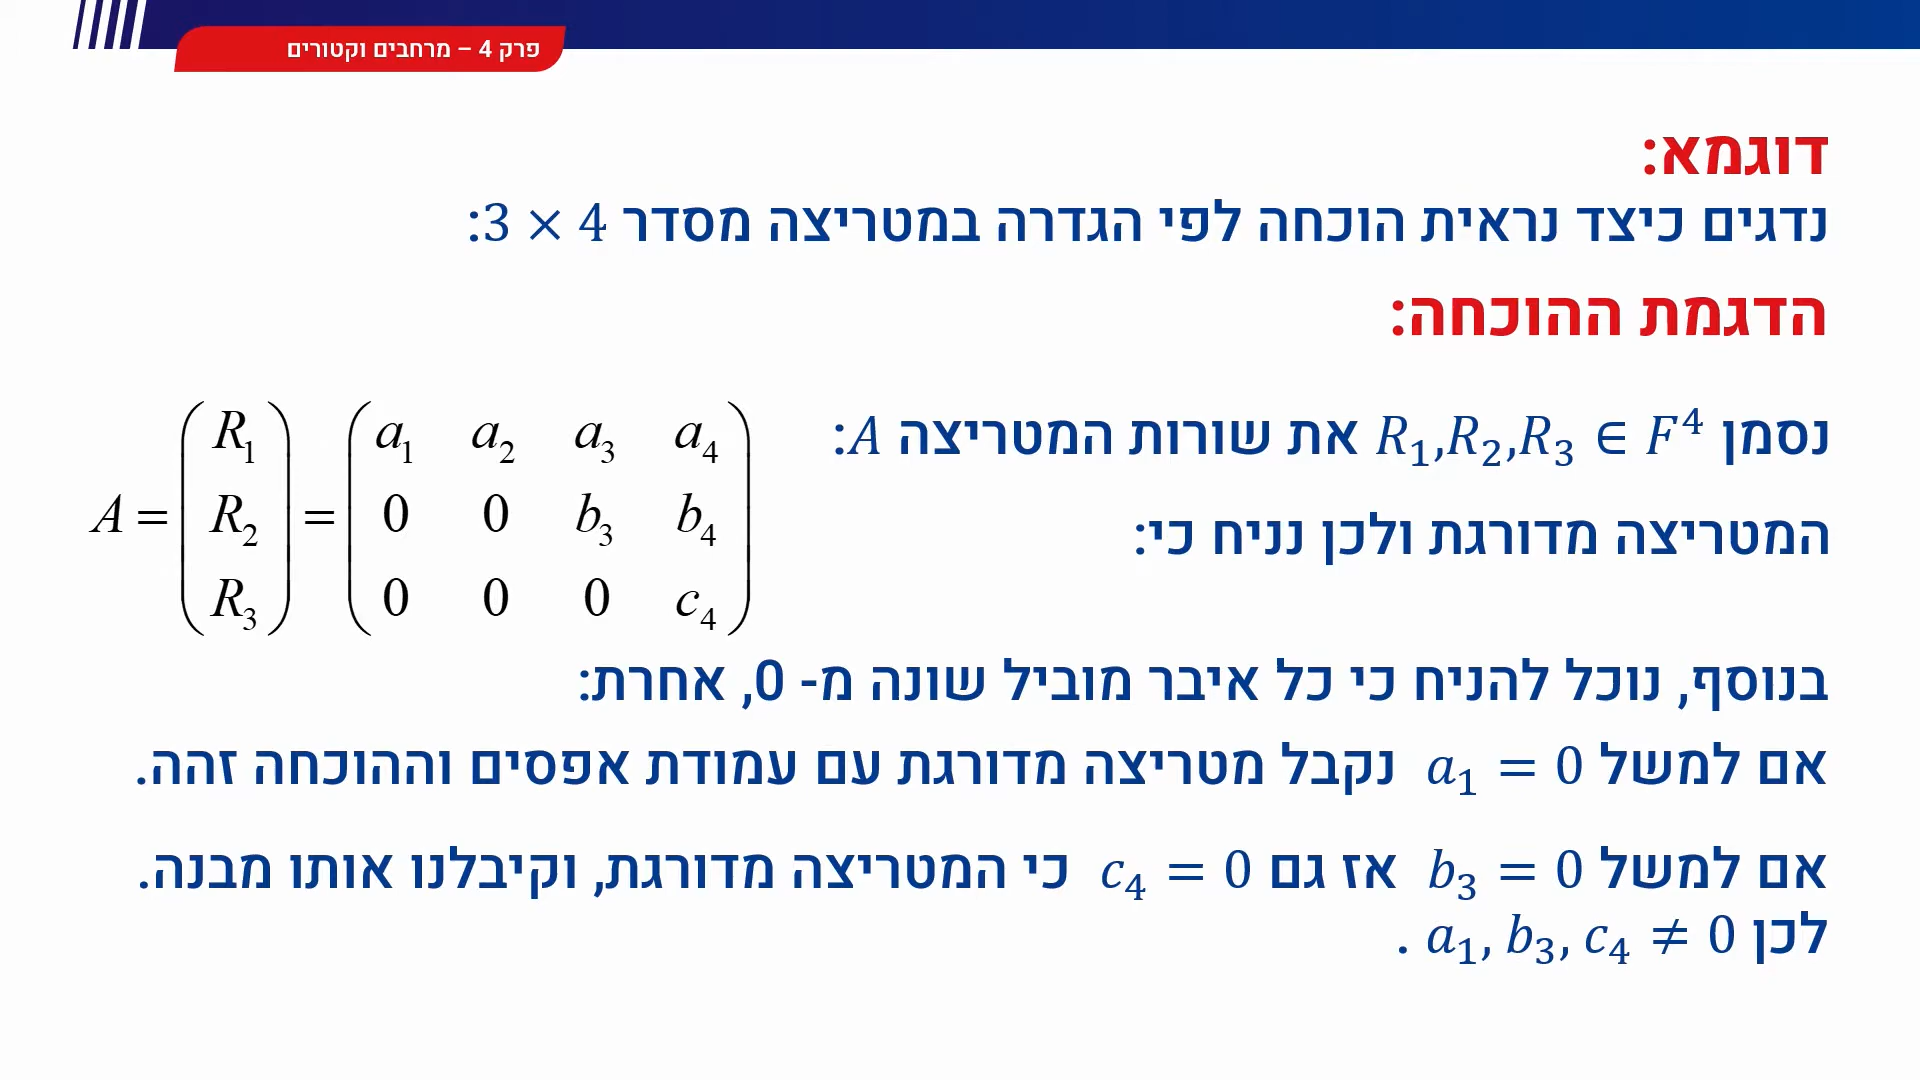 פרק 4 – מרחבים וקטורים
דוגמא:
נדגים כיצד נראית הוכחה לפי הגדרה במטריצה מסדר 3 × 4:
הדגמת ההוכחה:
נסמן R₁,R₂,R₃ ∈ F⁴ את שורות המטריצה A:
המטריצה מדורגת ולכן נניח כי:
A = (R₁ R₂ R₃) = (a₁ a₂ a₃ a₄
0 0 b₃ b₄
0 0 0 c₄)
בנוסף, נוכל להניח כי כל איבר מוביל שונה מ- 0, אחרת:
אם למשל a₁ = 0 נקבל מטריצה מדורגת עם עמודת אפסים וההוכחה זהה.
אם למשל b₃ = 0 אז גם c₄ = 0 כי המטריצה מדורגת, וקיבלנו אותו מבנה.
לכן a₁, b₃, c₄ ≠ 0 .